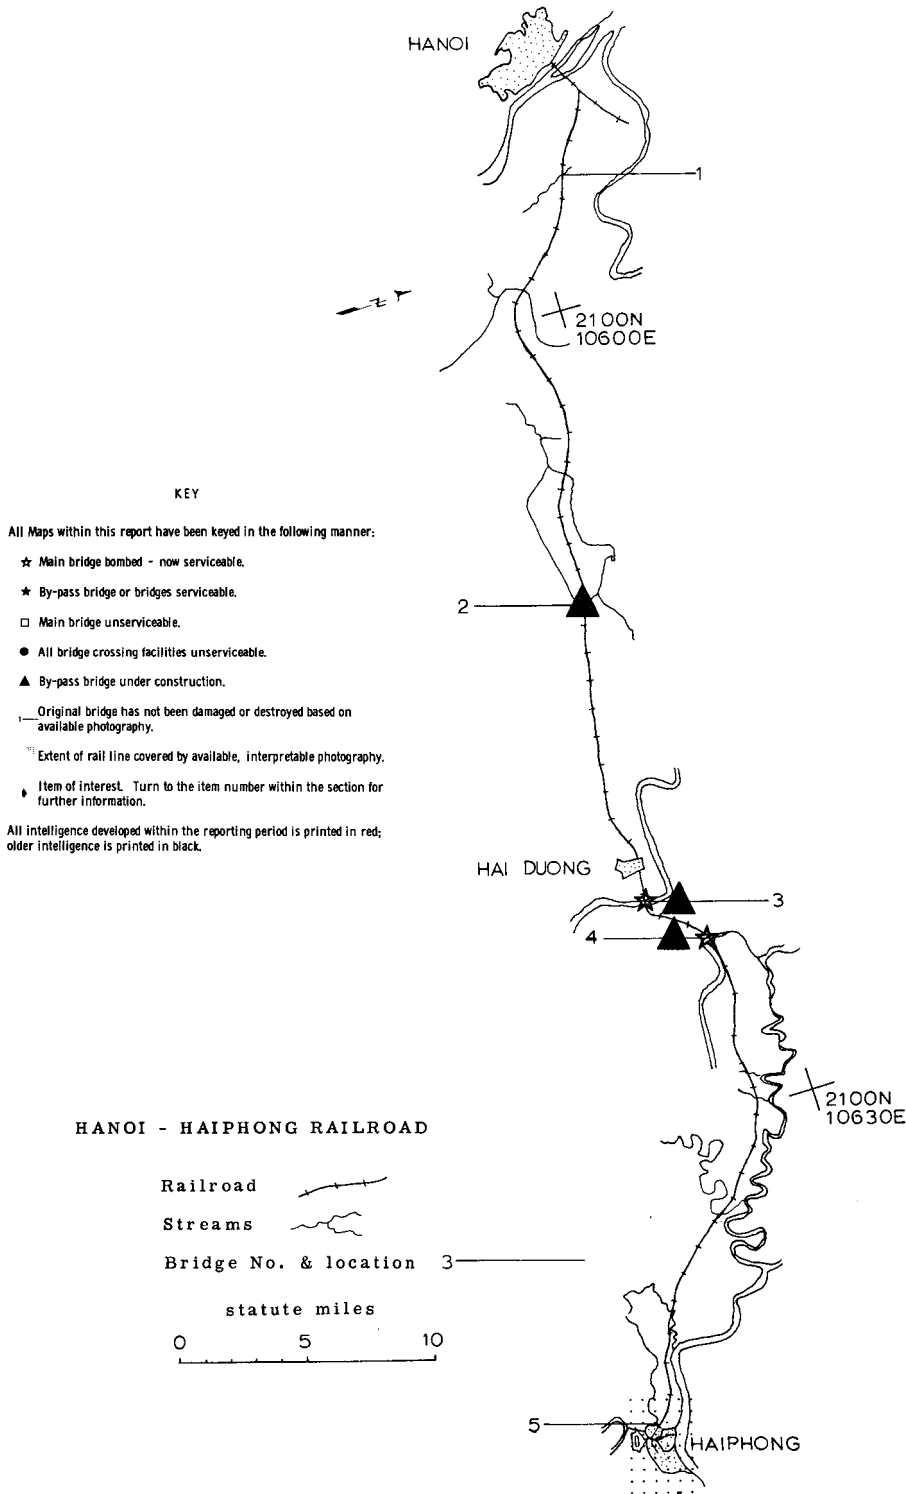 HANOI
1
N
2100N
10600E
KEY
All Maps within this report have been keyed in the following manner:
Main bridge bombed - now serviceable.
By-pass bridge or bridges serviceable.
Main bridge unserviceable.
All bridge crossing facilities unserviceable.
By-pass bridge under construction.
1 Original bridge has not been damaged or destroyed based on
available photography.
Extent of rail line covered by available, interpretable photography.
Item of interest. Turn to the item number within the section for
further information.
All intelligence developed within the reporting period is printed in red;
older intelligence is printed in black.
2
HAI DUONG
3
4
2100N
10630E
HANOI - HAIPHONG RAILROAD
Railroad
Streams
Bridge No. & location 3
statute miles
0 5 10
5
HAIPHONG